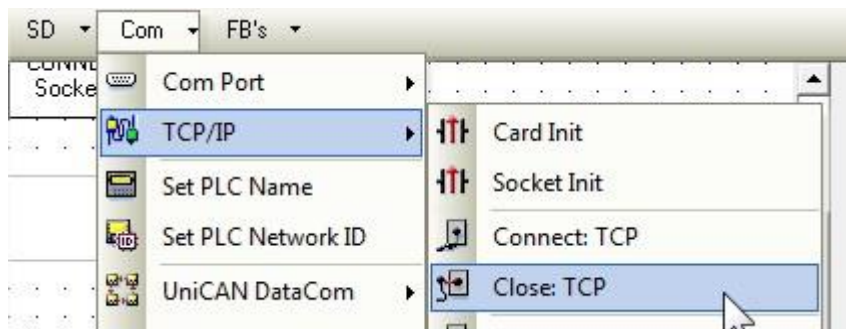 SD Com FB's
Socke
Com Port
TCP/IP
Card Init
Set PLC Name
Socket Init
Set PLC Network ID
ID
Connect: TCP
UniCAN DataCom
Close: TCP